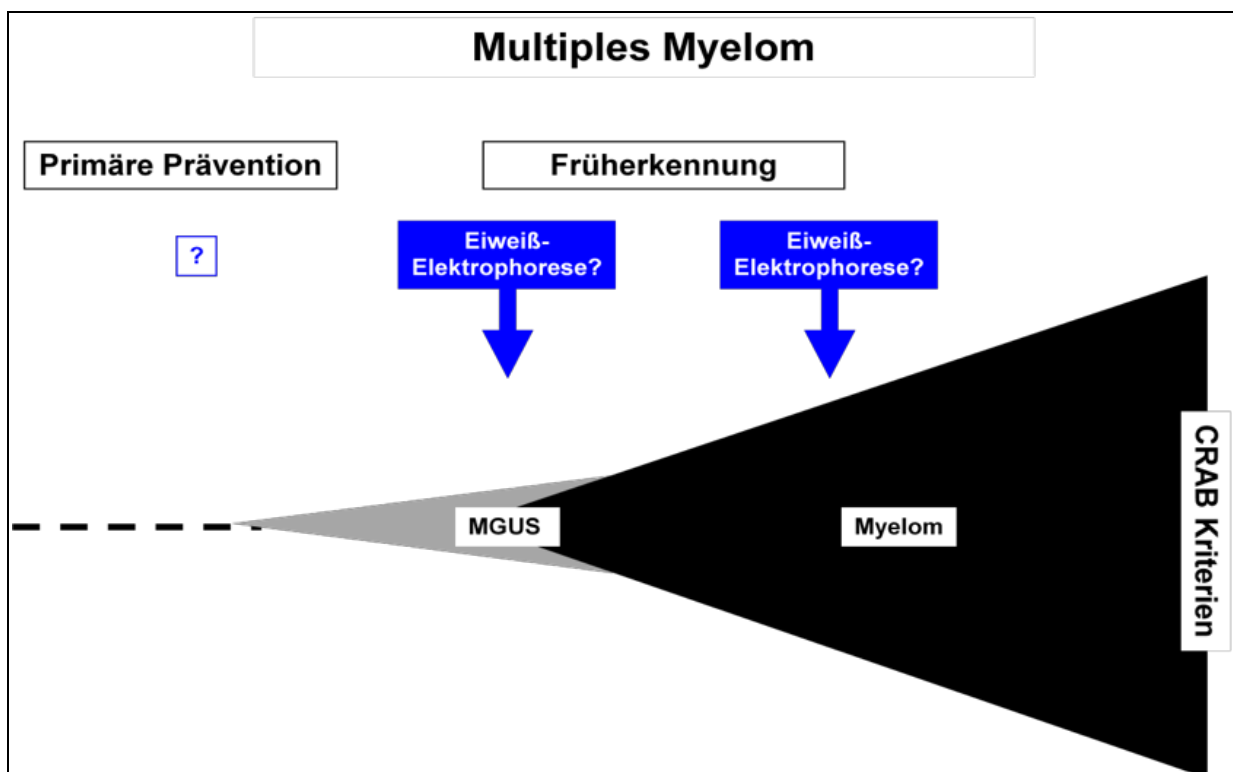 Multiples Myelom
Primäre Prävention
Früherkennung
?
Eiweiß-
Elektrophorese?
Eiweiß-
Elektrophorese?
MGUS
Myelom
CRAB Kriterien